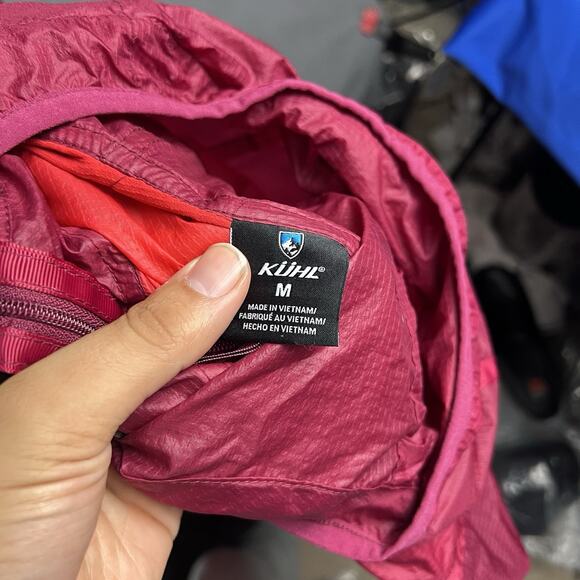 KÜHL®
M
MADE IN VIETNAM/
FABRIQUÉ AU VIETNAM/
HECHO EN VIETNAM